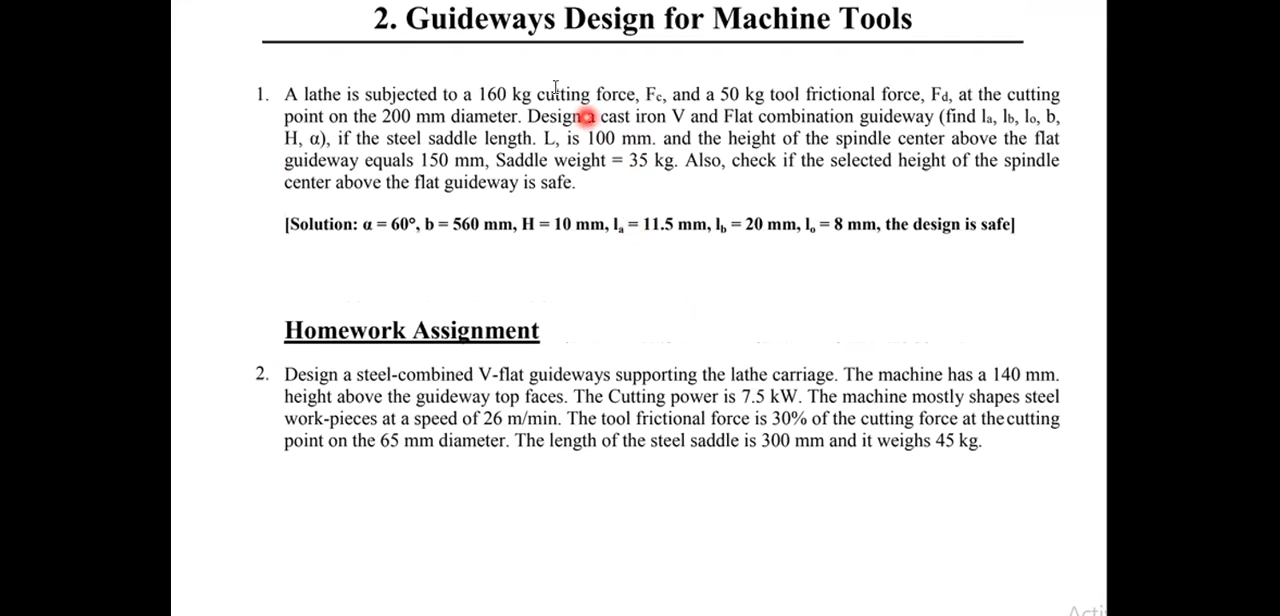 2. Guideways Design for Machine Tools
1. A lathe is subjected to a 160 kg cutting force, Fc, and a 50 kg tool frictional force, Fd, at the cutting
point on the 200 mm diameter. Design a cast iron V and Flat combination guideway (find la, lb, lo, b,
H, α), if the steel saddle length. L, is 100 mm. and the height of the spindle center above the flat
guideway equals 150 mm, Saddle weight = 35 kg. Also, check if the selected height of the spindle
center above the flat guideway is safe.
[Solution: α = 60°, b = 560 mm, H = 10 mm, la = 11.5 mm, lb = 20 mm, lo = 8 mm, the design is safe]
Homework Assignment
2. Design a steel-combined V-flat guideways supporting the lathe carriage. The machine has a 140 mm.
height above the guideway top faces. The Cutting power is 7.5 kW. The machine mostly shapes steel
work-pieces at a speed of 26 m/min. The tool frictional force is 30% of the cutting force at the cutting
point on the 65 mm diameter. The length of the steel saddle is 300 mm and it weighs 45 kg.